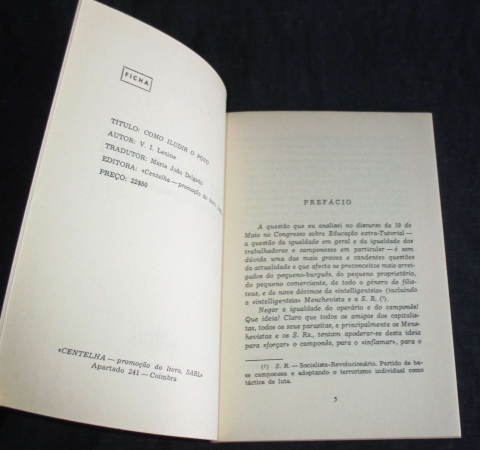 FICHA
TÍTULO: COMO ILUDIR O POVO
AUTOR: V. I. Lenine
TRADUTOR: Maria João Delgado
EDITORA: «Centelha — promoção do livro,
PREÇO: 22$50
«CENTELHA — promoção do livro, SARL»
Apartado 241 — Coimbra
PREFÁCIO
A questão que eu analisei no discurso de 19 de
Maio no Congresso sobre Educação extra-Tutorial —
a questão da igualdade em geral e da igualdade dos
trabalhadores e camponeses em particular — é sem
dúvida uma das mais graves e candentes questões
da actualidade e que afecta os preconceitos mais arrei-
gados do pequeno-burguês, do pequeno proprietário,
do pequeno comerciante, de todo o género de filis-
teus, e de nove décimos da «intelligentsia» (incluindo
a «intelligentsia» Menchevista e a S. R. (¹).
Negar a igualdade do operário e do camponês!
Que ideia! Claro que todos os amigos dos capitalis-
tas, todos os seus parasitas, e principalmente os Mens-
hevistas e os S. Rs., tentam apoderar-se desta ideia
para «forçar» o camponês, para o «inflamar», para o
(¹) S. R. — Socialista-Revolucionário. Partido de ba-
ses camponesa e adoptando o terrorismo individual como
táctica de luta.
5